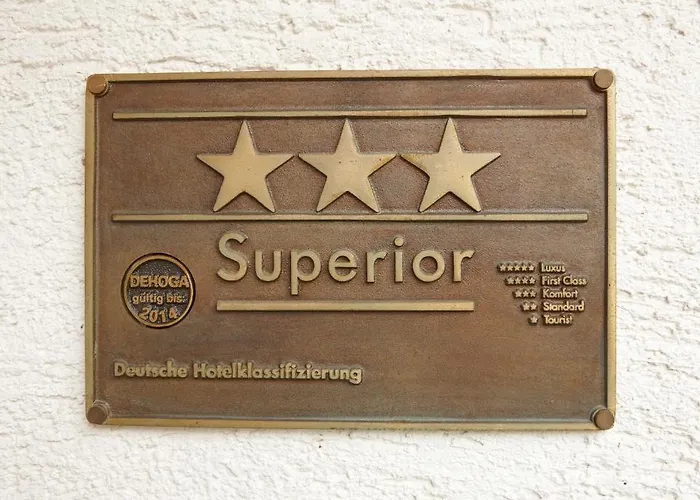 Superior
DEHOGA
gültig bis:
2014
★★★★★ Luxus
★★★★ First Class
★★★ Komfort
★★ Standard
★ Tourist
Deutsche Hotelklassifizierung